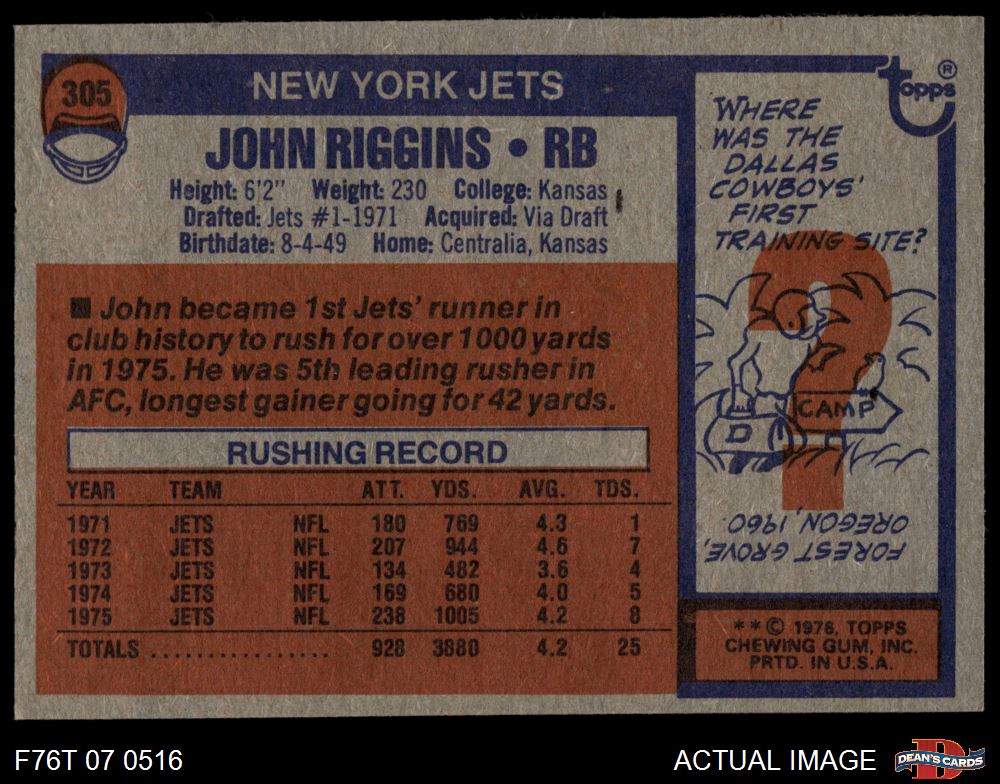 305
NEW YORK JETS
JOHN RIGGINS • RB
Height: 6'2" Weight: 230 College: Kansas
Drafted: Jets #1-1971 Acquired: Via Draft
Birthdate: 8-4-49 Home: Centralia, Kansas
■ John became 1st Jets' runner in
club history to rush for over 1000 yards
in 1975. He was 5th leading rusher in
AFC, longest gainer going for 42 yards.
RUSHING RECORD
YEAR TEAM ATT. YDS. AVG. TDS.
1971 JETS NFL 180 769 4.3 1
1972 JETS NFL 207 944 4.6 7
1973 JETS NFL 134 482 3.6 4
1974 JETS NFL 169 680 4.0 5
1975 JETS NFL 238 1005 4.2 8
TOTALS ................. 928 3880 4.2 25
topps®
WHERE
WAS THE
DALLAS
COWBOYS'
FIRST
TRAINING SITE?
?
CAMP
D
FOREST GROVE,
OREGON, 1960.
** © 1976, TOPPS
CHEWING GUM, INC.
PRTD. IN U.S.A.
F76T 07 0516
ACTUAL IMAGE
D
DEAN'S CARDS